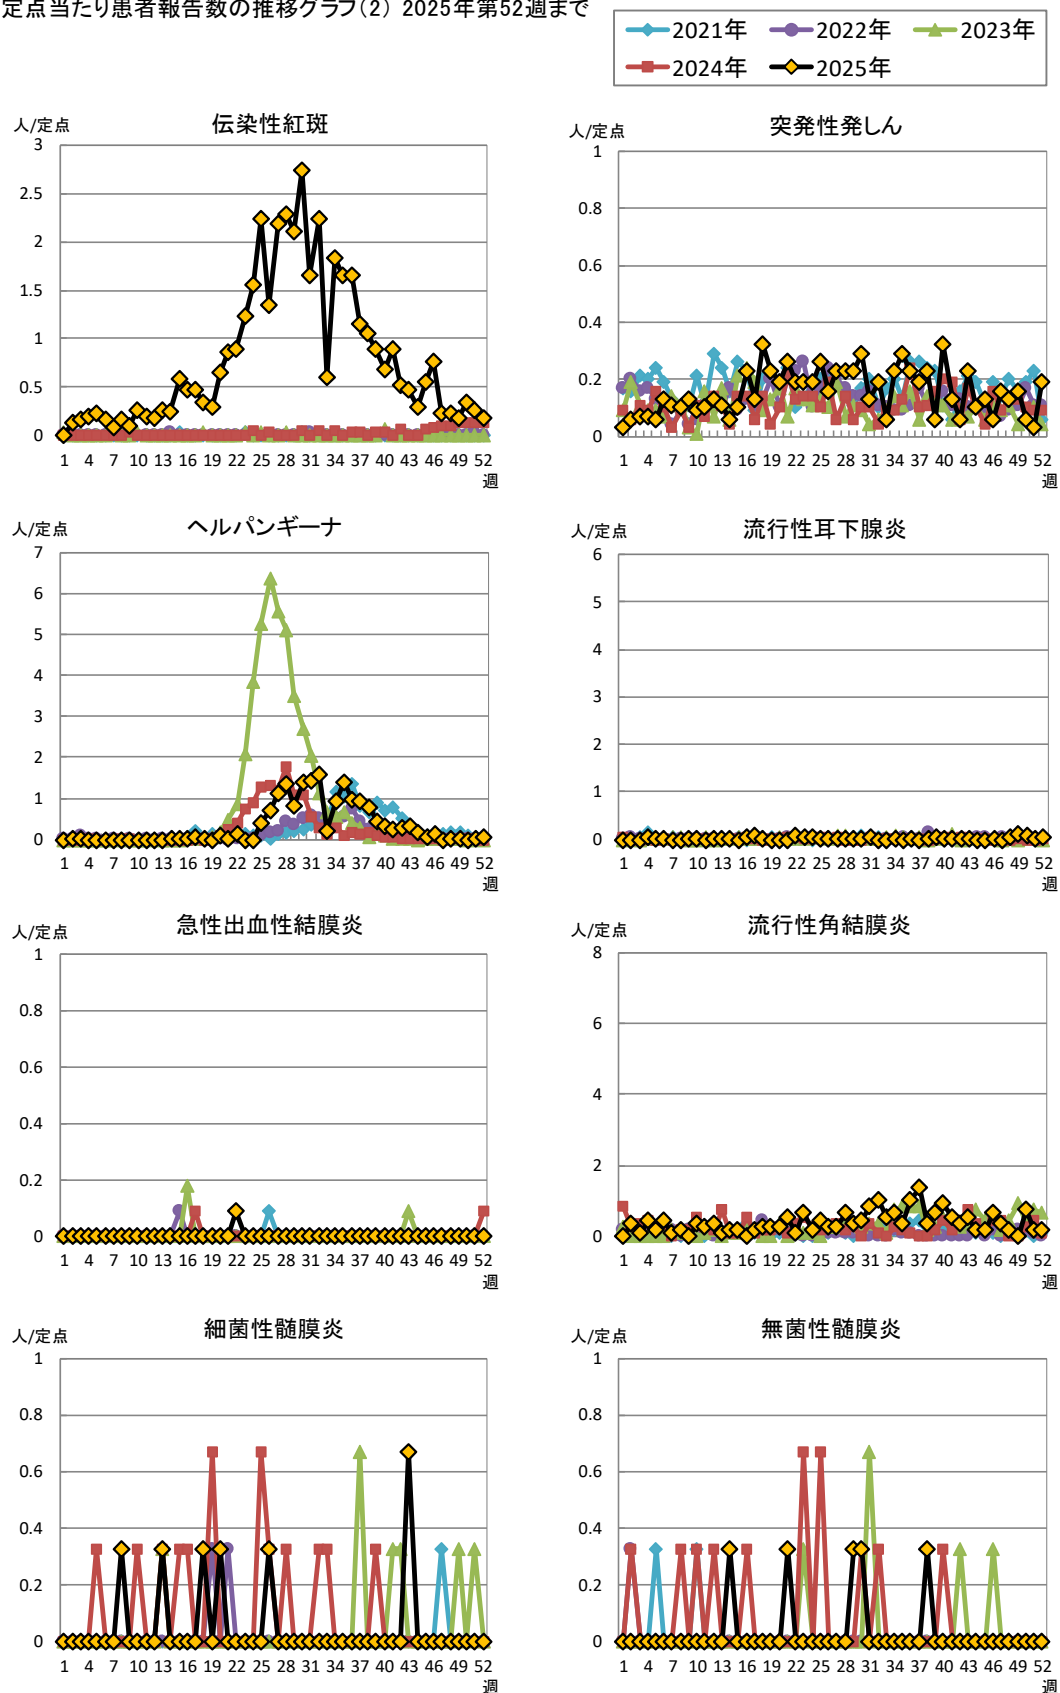 定点当たり患者報告数の推移グラフ（2） 2025年第52週まで
2021年 2022年 2023年
2024年 2025年
人/定点 伝染性紅斑
3
2.5
2
1.5
1
0.5
0
1 4 7 10 13 16 19 22 25 28 31 34 37 40 43 46 49 52
週
人/定点 突発性発しん
1
0.8
0.6
0.4
0.2
0
1 4 7 10 13 16 19 22 25 28 31 34 37 40 43 46 49 52
週
人/定点 ヘルパンギーナ
7
6
5
4
3
2
1
0
1 4 7 10 13 16 19 22 25 28 31 34 37 40 43 46 49 52
週
人/定点 流行性耳下腺炎
6
5
4
3
2
1
0
1 4 7 10 13 16 19 22 25 28 31 34 37 40 43 46 49 52
週
人/定点 急性出血性結膜炎
1
0.8
0.6
0.4
0.2
0
1 4 7 10 13 16 19 22 25 28 31 34 37 40 43 46 49 52
週
人/定点 流行性角結膜炎
8
6
4
2
0
1 4 7 10 13 16 19 22 25 28 31 34 37 40 43 46 49 52
週
人/定点 細菌性髄膜炎
1
0.8
0.6
0.4
0.2
0
1 4 7 10 13 16 19 22 25 28 31 34 37 40 43 46 49 52
週
人/定点 無菌性髄膜炎
1
0.8
0.6
0.4
0.2
0
1 4 7 10 13 16 19 22 25 28 31 34 37 40 43 46 49 52
週